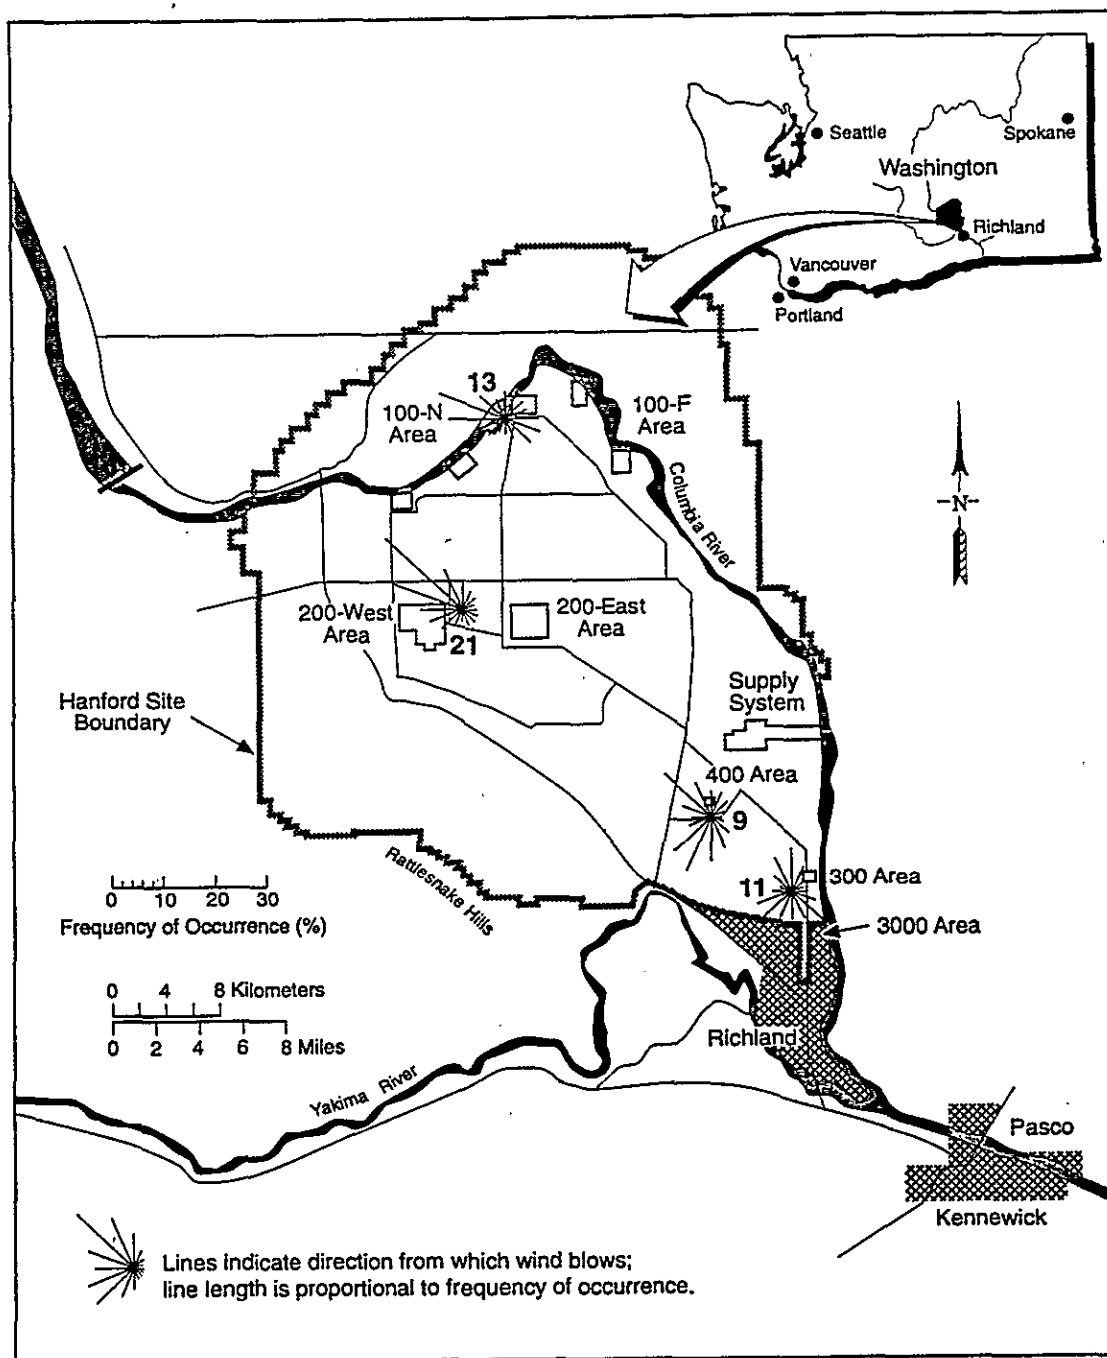 Seattle
Spokane
Washington
Richland
Vancouver
Portland
13
100-N
Area
100-F
Area
Columbia River
N
200-West
Area
21
200-East
Area
Hanford Site
Boundary
Supply
System
400 Area
9
11
300 Area
3000 Area
Rattlesnake Hills
0 10 20 30
Frequency of Occurrence (%)
0 4 8 Kilometers
0 2 4 6 8 Miles
Richland
Yakima River
Pasco
Kennewick
Lines indicate direction from which wind blows;
line length is proportional to frequency of occurrence.